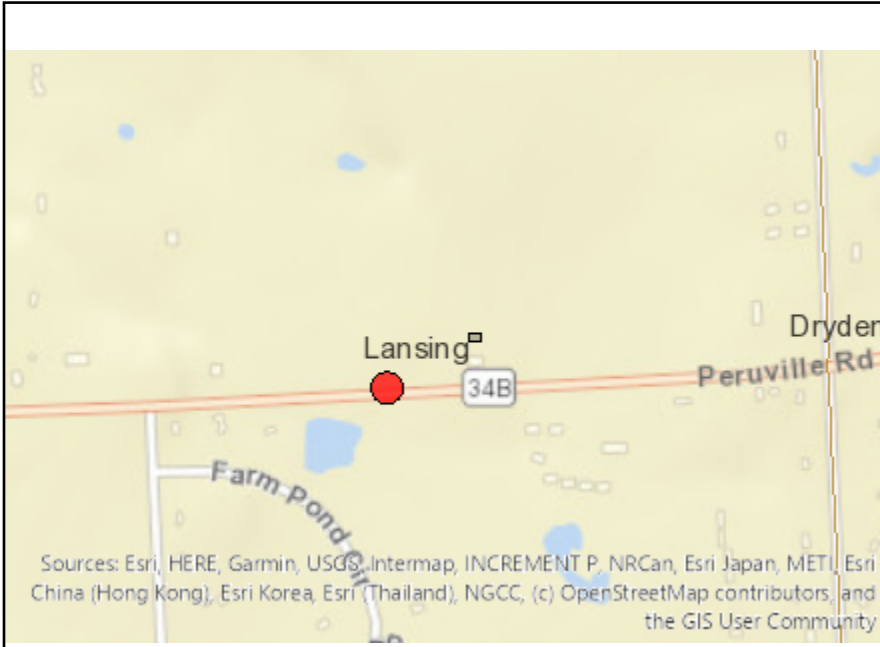 Dryden
Lansing
Peruville Rd
34B
Farm Pond Cir
Sources: Esri, HERE, Garmin, USGS, Intermap, INCREMENT P, NRCan, Esri Japan, METI, Esri
China (Hong Kong), Esri Korea, Esri (Thailand), NGCC, (c) OpenStreetMap contributors, and
the GIS User Community